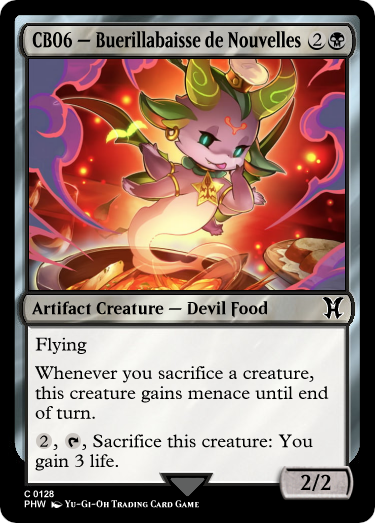 CB06 – Buerillabaisse de Nouvelles 2
Artifact Creature — Devil Food
Flying
Whenever you sacrifice a creature,
this creature gains menace until end
of turn.
2, , Sacrifice this creature: You
gain 3 life.
2/2
C 0128
PHW Yu-Gi-Oh Trading Card Game